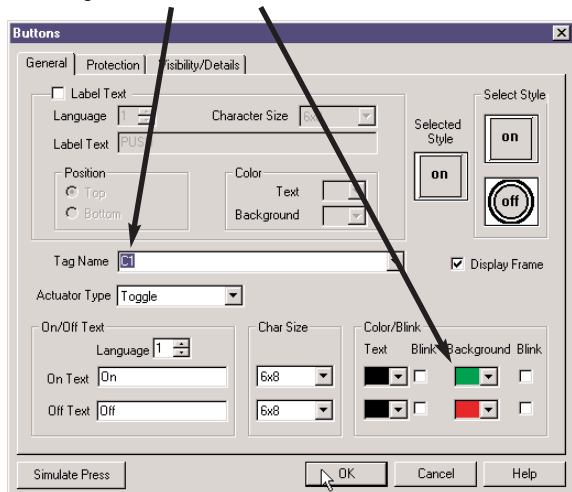 Buttons
General Protection Visibility/Details
Label Text
Language 1 Character Size 6x8
Label Text PUS
Position
Top
Bottom
Color
Text
Background
Selected Style
on
Select Style
on
off
Tag Name C1
Display Frame
Actuator Type Toggle
On/Off Text
Language 1
On Text On
Off Text Off
Char Size
6x8
6x8
Color/Blink
Text Blink Background Blink
Simulate Press OK Cancel Help